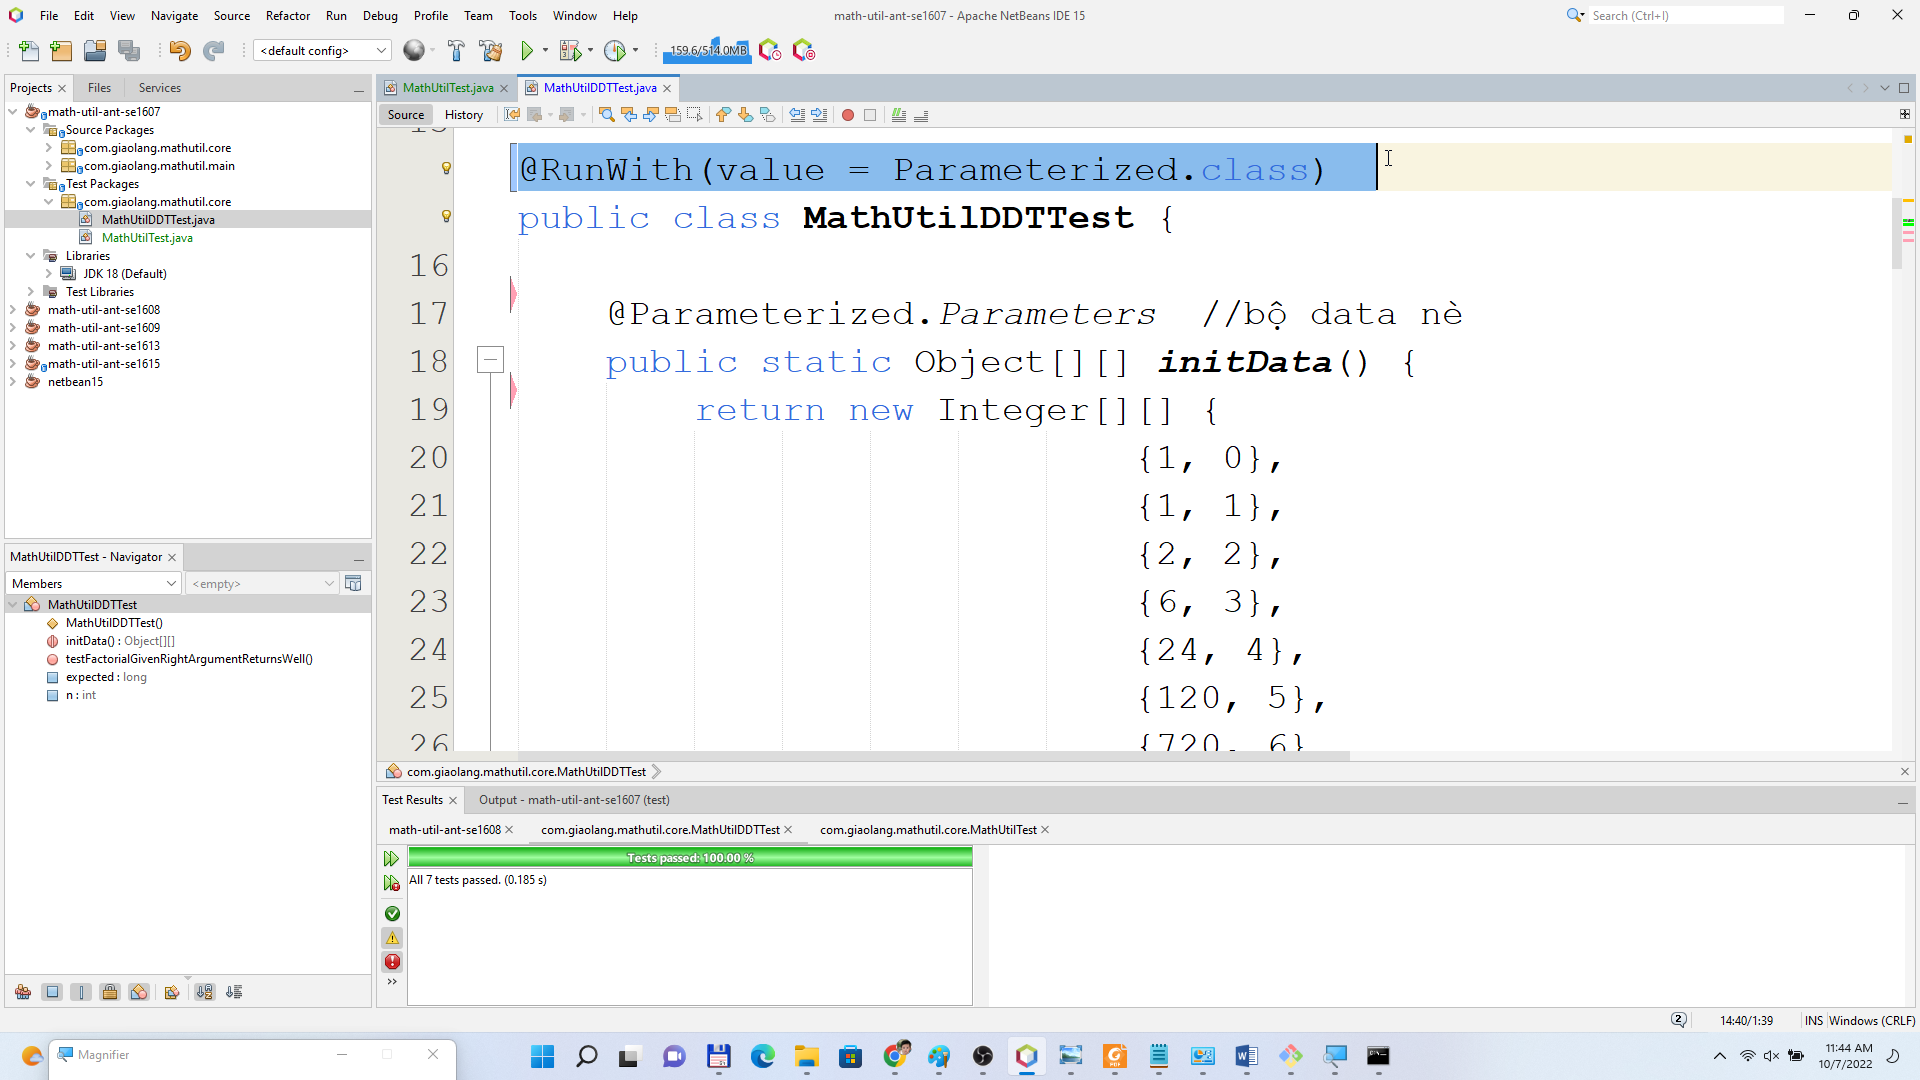 File Edit View Navigate Source Refactor Run Debug Profile Team Tools Window Help
math-util-ant-se1607 - Apache NetBeans IDE 15
Search (Ctrl+I)
<default config>
159.6/514.0MB
Projects Files Services
math-util-ant-se1607
Source Packages
com.giaolang.mathutil.core
com.giaolang.mathutil.main
Test Packages
com.giaolang.mathutil.core
MathUtilDDTTest.java
MathUtilTest.java
Libraries
JDK 18 (Default)
Test Libraries
math-util-ant-se1608
math-util-ant-se1609
math-util-ant-se1613
math-util-ant-se1615
netbean15
MathUtilDDTTest - Navigator
Members
<empty>
MathUtilDDTTest
MathUtilDDTTest()
initData() : Object[][]
testFactorialGivenRightArgumentReturnsWell()
expected : long
n : int
MathUtilTest.java MathUtilDDTTest.java
Source History
@RunWith(value = Parameterized.class)
public class MathUtilDDTTest {
16
17 @Parameterized.Parameters //bộ data nè
18 public static Object[][] initData() {
19 return new Integer[][] {
20 {1, 0},
21 {1, 1},
22 {2, 2},
23 {6, 3},
24 {24, 4},
25 {120, 5},
26 {720, 6}
com.giaolang.mathutil.core.MathUtilDDTTest
Test Results Output - math-util-ant-se1607 (test)
math-util-ant-se1608 com.giaolang.mathutil.core.MathUtilDDTTest com.giaolang.mathutil.core.MathUtilTest
Tests passed: 100.00 %
All 7 tests passed. (0.185 s)
2
14:40/1:39
INS
Windows (CRLF)
Magnifier
11:44 AM
10/7/2022